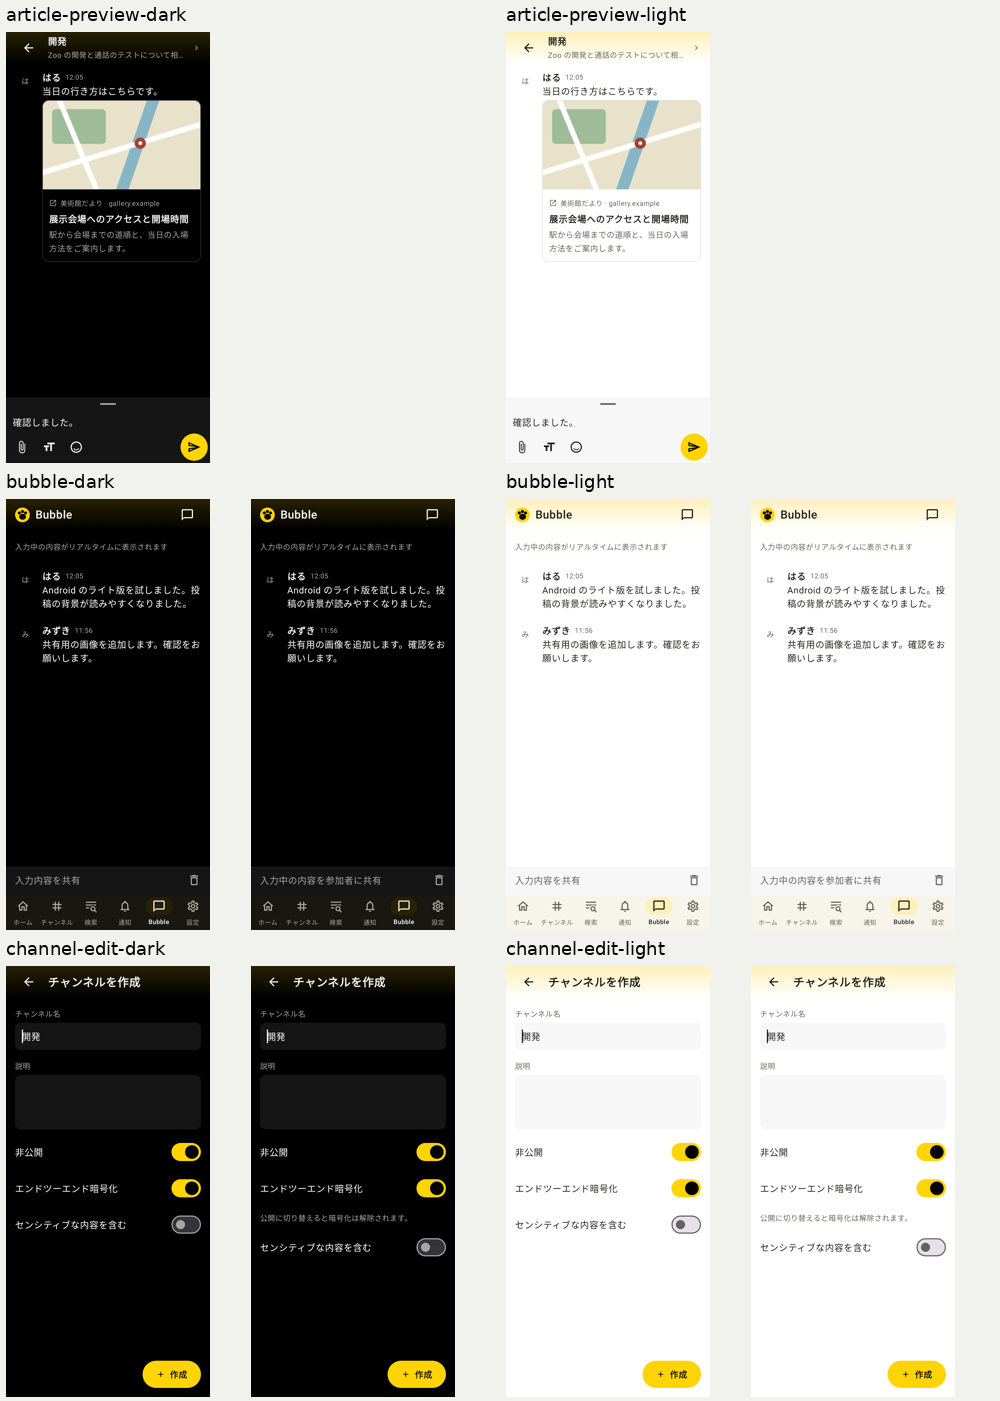 article-preview-dark
開発
Zoo の開発と通話のテストについて相…
は
はる 12:05
当日の行き方はこちらです。
美術館だより · gallery.example
展示会場へのアクセスと開場時間
駅から会場までの道順と、当日の入場
方法をご案内します。
確認しました。
article-preview-light
開発
Zoo の開発と通話のテストについて相…
は
はる 12:05
当日の行き方はこちらです。
美術館だより · gallery.example
展示会場へのアクセスと開場時間
駅から会場までの道順と、当日の入場
方法をご案内します。
確認しました。
bubble-dark
Bubble
入力中の内容がリアルタイムに表示されます
は
はる 12:05
Android のライト版を試しました。投
稿の背景が読みやすくなりました。
み
みずき 11:56
共有用の画像を追加します。確認をお
願いします。
入力内容を共有
ホーム チャンネル 検索 通知 Bubble 設定
Bubble
入力中の内容がリアルタイムに表示されます
は
はる 12:05
Android のライト版を試しました。投
稿の背景が読みやすくなりました。
み
みずき 11:56
共有用の画像を追加します。確認をお
願いします。
入力中の内容を参加者に共有
ホーム チャンネル 検索 通知 Bubble 設定
bubble-light
Bubble
入力中の内容がリアルタイムに表示されます
は
はる 12:05
Android のライト版を試しました。投
稿の背景が読みやすくなりました。
み
みずき 11:56
共有用の画像を追加します。確認をお
願いします。
入力内容を共有
ホーム チャンネル 検索 通知 Bubble 設定
Bubble
入力中の内容がリアルタイムに表示されます
は
はる 12:05
Android のライト版を試しました。投
稿の背景が読みやすくなりました。
み
みずき 11:56
共有用の画像を追加します。確認をお
願いします。
入力中の内容を参加者に共有
ホーム チャンネル 検索 通知 Bubble 設定
channel-edit-dark
チャンネルを作成
チャンネル名
開発
説明
非公開
エンドツーエンド暗号化
センシティブな内容を含む
+ 作成
チャンネルを作成
チャンネル名
開発
説明
非公開
エンドツーエンド暗号化
公開に切り替えると暗号化は解除されます。
センシティブな内容を含む
+ 作成
channel-edit-light
チャンネルを作成
チャンネル名
開発
説明
非公開
エンドツーエンド暗号化
センシティブな内容を含む
+ 作成
チャンネルを作成
チャンネル名
開発
説明
非公開
エンドツーエンド暗号化
公開に切り替えると暗号化は解除されます。
センシティブな内容を含む
+ 作成